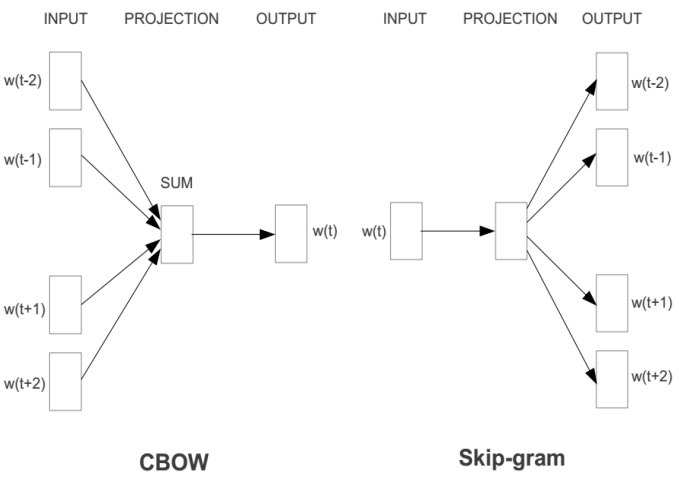 INPUT PROJECTION OUTPUT
w(t-2)
w(t-1)
SUM
w(t)
w(t+1)
w(t+2)
CBOW
INPUT PROJECTION OUTPUT
w(t-2)
w(t-1)
w(t)
w(t+1)
w(t+2)
Skip-gram